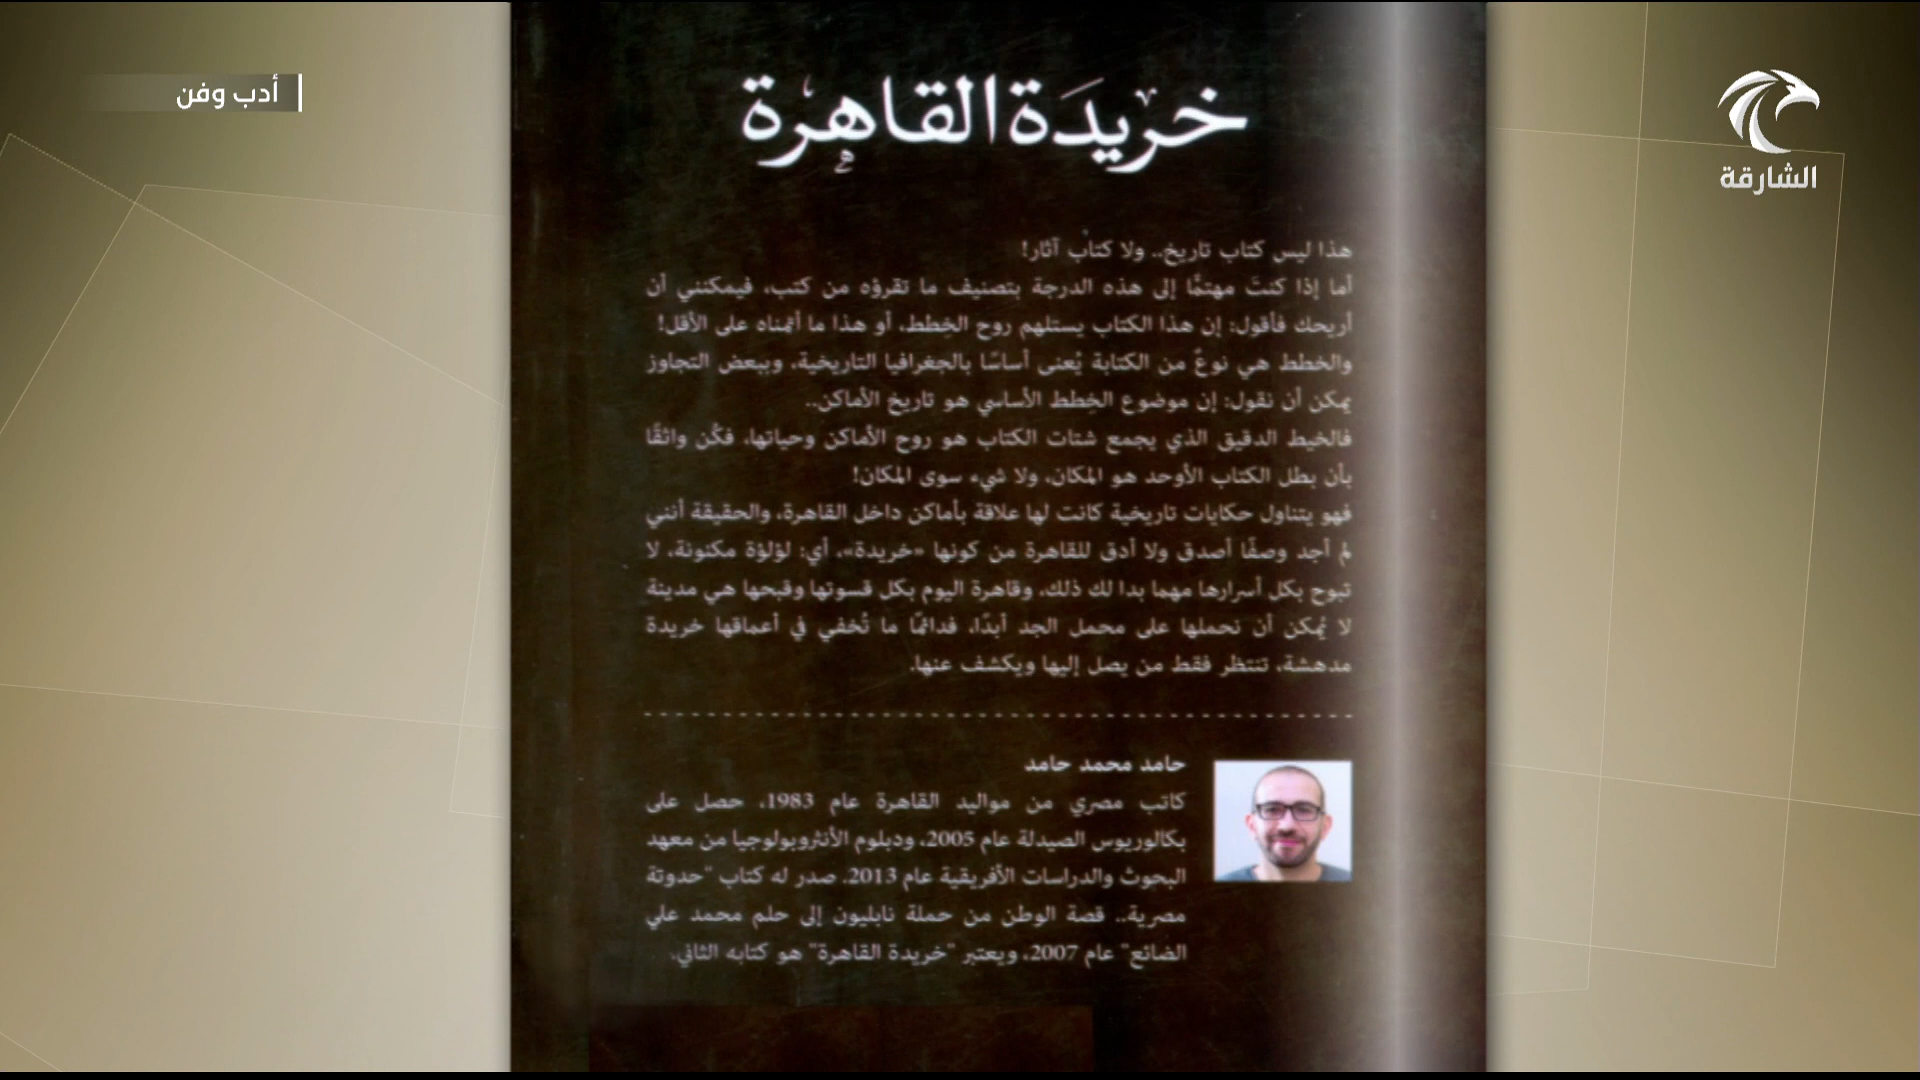 أدب وفن
الشارقة
خريدة القاهرة
هذا ليس كتاب تاريخ.. ولا كتاب آثار!
أما إذا كنتَ مهتمًّا إلى هذه الدرجة بتصنيف ما تقرؤه من كتب، فيمكنني أن
أريحك فأقول: إن هذا الكتاب يستلهم روح الخِطط، أو هذا ما أتمناه على الأقل!
والخطط هي نوعٌ من الكتابة يُعنى أساسًا بالجغرافيا التاريخية، وببعض التجاوز
يمكن أن نقول: إن موضوع الخِطط الأساسي هو تاريخ الأماكن..
فالخيط الدقيق الذي يجمع شتات الكتاب هو روح الأماكن وحياتها، فكُن واثقًا
بأن بطل الكتاب الأوحد هو المكان، ولا شيء سوى المكان!
فهو يتناول حكايات تاريخية كانت لها علاقة بأماكن داخل القاهرة، والحقيقة أنني
لم أجد وصفًا أصدق ولا أدق للقاهرة من كونها «خريدة»، أي: لؤلؤة مكنونة، لا
تبوح بكل أسرارها مهما بدا لك ذلك، وقاهرة اليوم بكل قسوتها وقبحها هي مدينة
لا يُمكن أن نحملها على محمل الجد أبدًا، فدائمًا ما تُخفي في أعماقها خريدة
مدهشة، تنتظر فقط من يصل إليها ويكشف عنها.
حامد محمد حامد
كاتب مصري من مواليد القاهرة عام 1983، حصل على
بكالوريوس الصيدلة عام 2005، ودبلوم الأنثروبولوجيا من معهد
البحوث والدراسات الأفريقية عام 2013. صدر له كتاب "حدوتة
مصرية.. قصة الوطن من حملة نابليون إلى حلم محمد علي
الضائع" عام 2007، ويعتبر "خريدة القاهرة" هو كتابه الثاني.